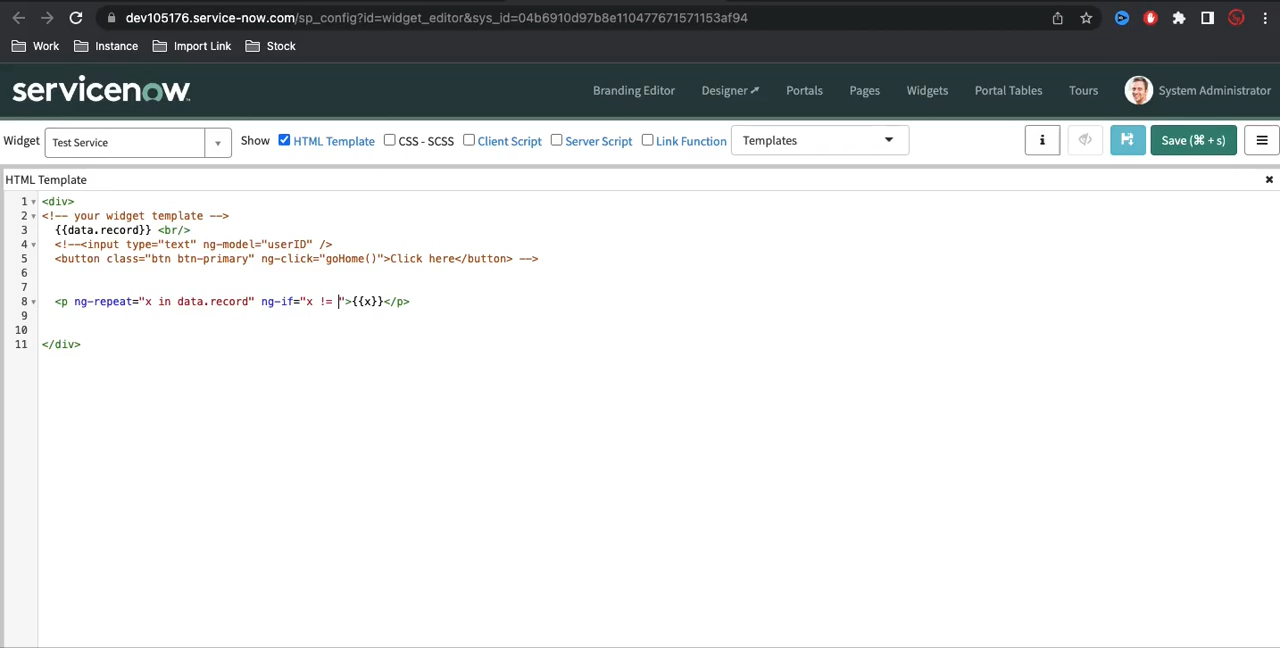 dev105176.service-now.com/sp_config?id=widget_editor&sys_id=04b6910d97b8e110477671571153af94
Work Instance Import Link Stock
servicenow Branding Editor Designer Portals Pages Widgets Portal Tables Tours System Administrator
Widget Test Service Show HTML Template CSS - SCSS Client Script Server Script Link Function Templates i Save (⌘ + s)
HTML Template
1 <div>
2 <!-- your widget template -->
3 {{data.record}} <br/>
4 <!--<input type="text" ng-model="userID" />
5 <button class="btn btn-primary" ng-click="goHome()">Click here</button> -->
6
7
8 <p ng-repeat="x in data.record" ng-if="x != ">{{x}}</p>
9
10
11 </div>